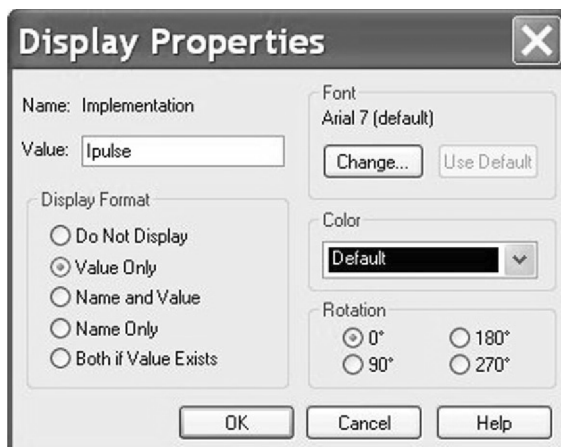 Display Properties
Name: Implementation
Value: Ipulse
Display Format
Do Not Display
Value Only
Name and Value
Name Only
Both if Value Exists
Font
Arial 7 (default)
Change... Use Default
Color
Default
Rotation
0° 180°
90° 270°
OK Cancel Help